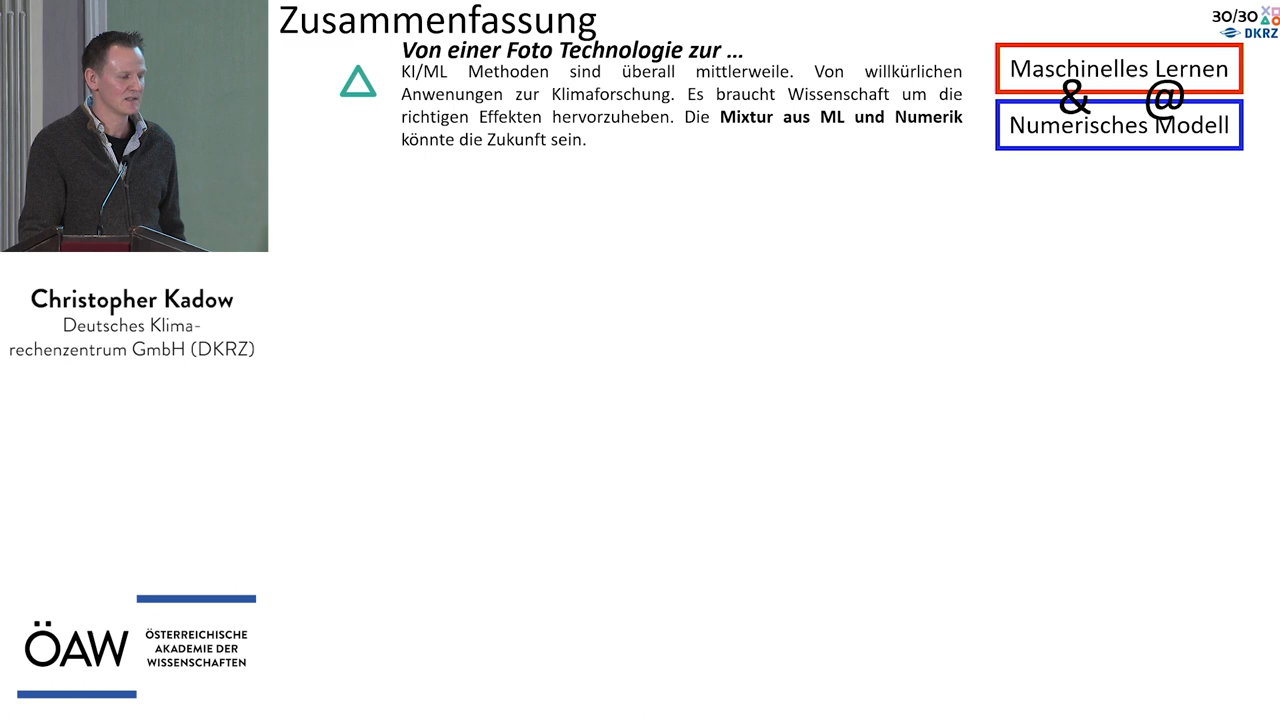 Zusammenfassung
30/30
DKRZ
Von einer Foto Technologie zur ...
KI/ML Methoden sind überall mittlerweile. Von willkürlichen
Anwenungen zur Klimaforschung. Es braucht Wissenschaft um die
richtigen Effekten hervorzuheben. Die Mixtur aus ML und Numerik
könnte die Zukunft sein.
Maschinelles Lernen
& @
Numerisches Modell
Christopher Kadow
Deutsches Klima-
rechenzentrum GmbH (DKRZ)
ÖAW
ÖSTERREICHISCHE
AKADEMIE DER
WISSENSCHAFTEN